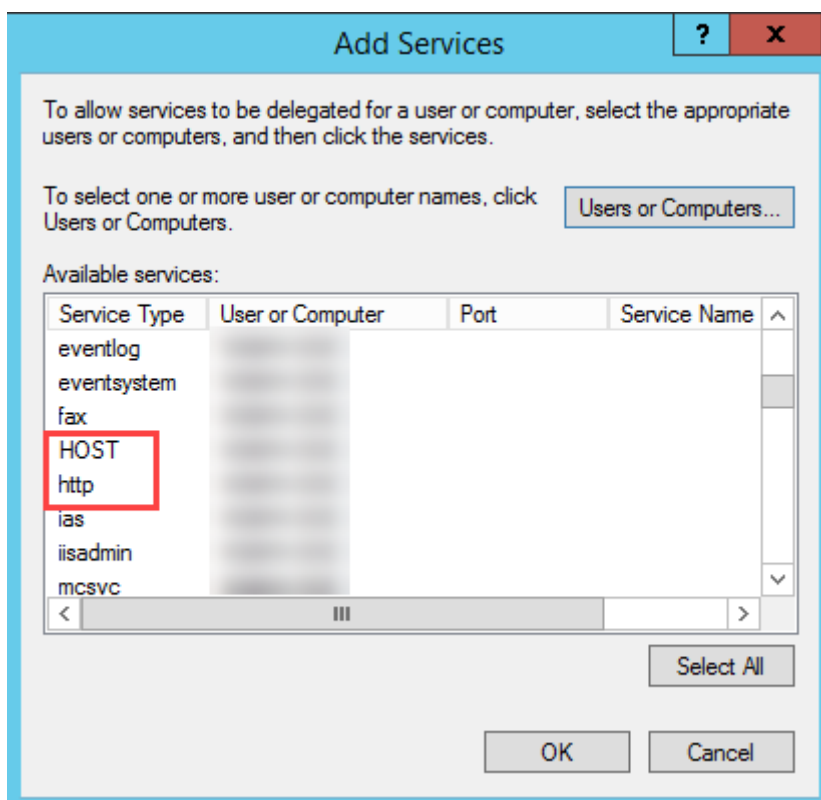 Add Services
?
x
To allow services to be delegated for a user or computer, select the appropriate
users or computers, and then click the services.
To select one or more user or computer names, click
Users or Computers.
Users or Computers...
Available services:
Service Type User or Computer Port Service Name
eventlog
eventsystem
fax
HOST
http
ias
iisadmin
mcsvc
Select All
OK Cancel